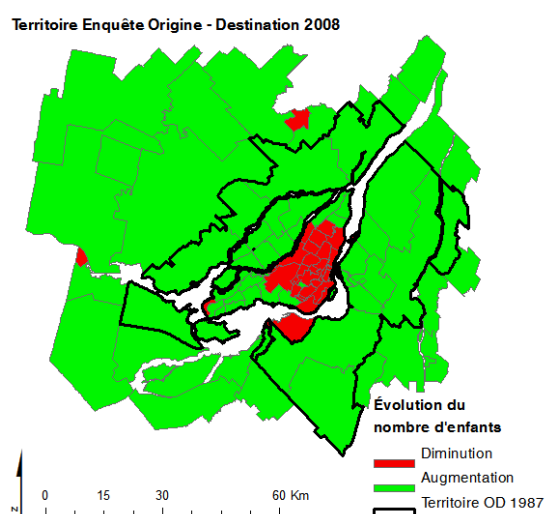 Territoire Enquête Origine - Destination 2008
Évolution du
nombre d'enfants
Diminution
Augmentation
Territoire OD 1987
N
0 15 30 60 Km